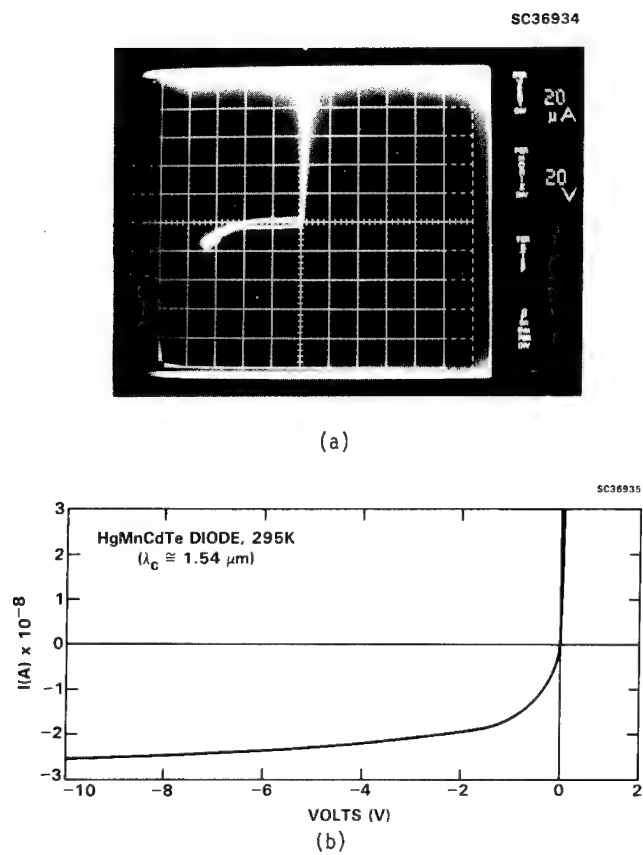 SC36934
20
μA
20
V
(a)
SC36935
HgMnCdTe DIODE, 295K
(λc ≅ 1.54 μm)
I(A) x 10⁻⁸
3
2
1
0
−1
−2
−3
−10
−8
−6
−4
−2
0
2
VOLTS (V)
(b)